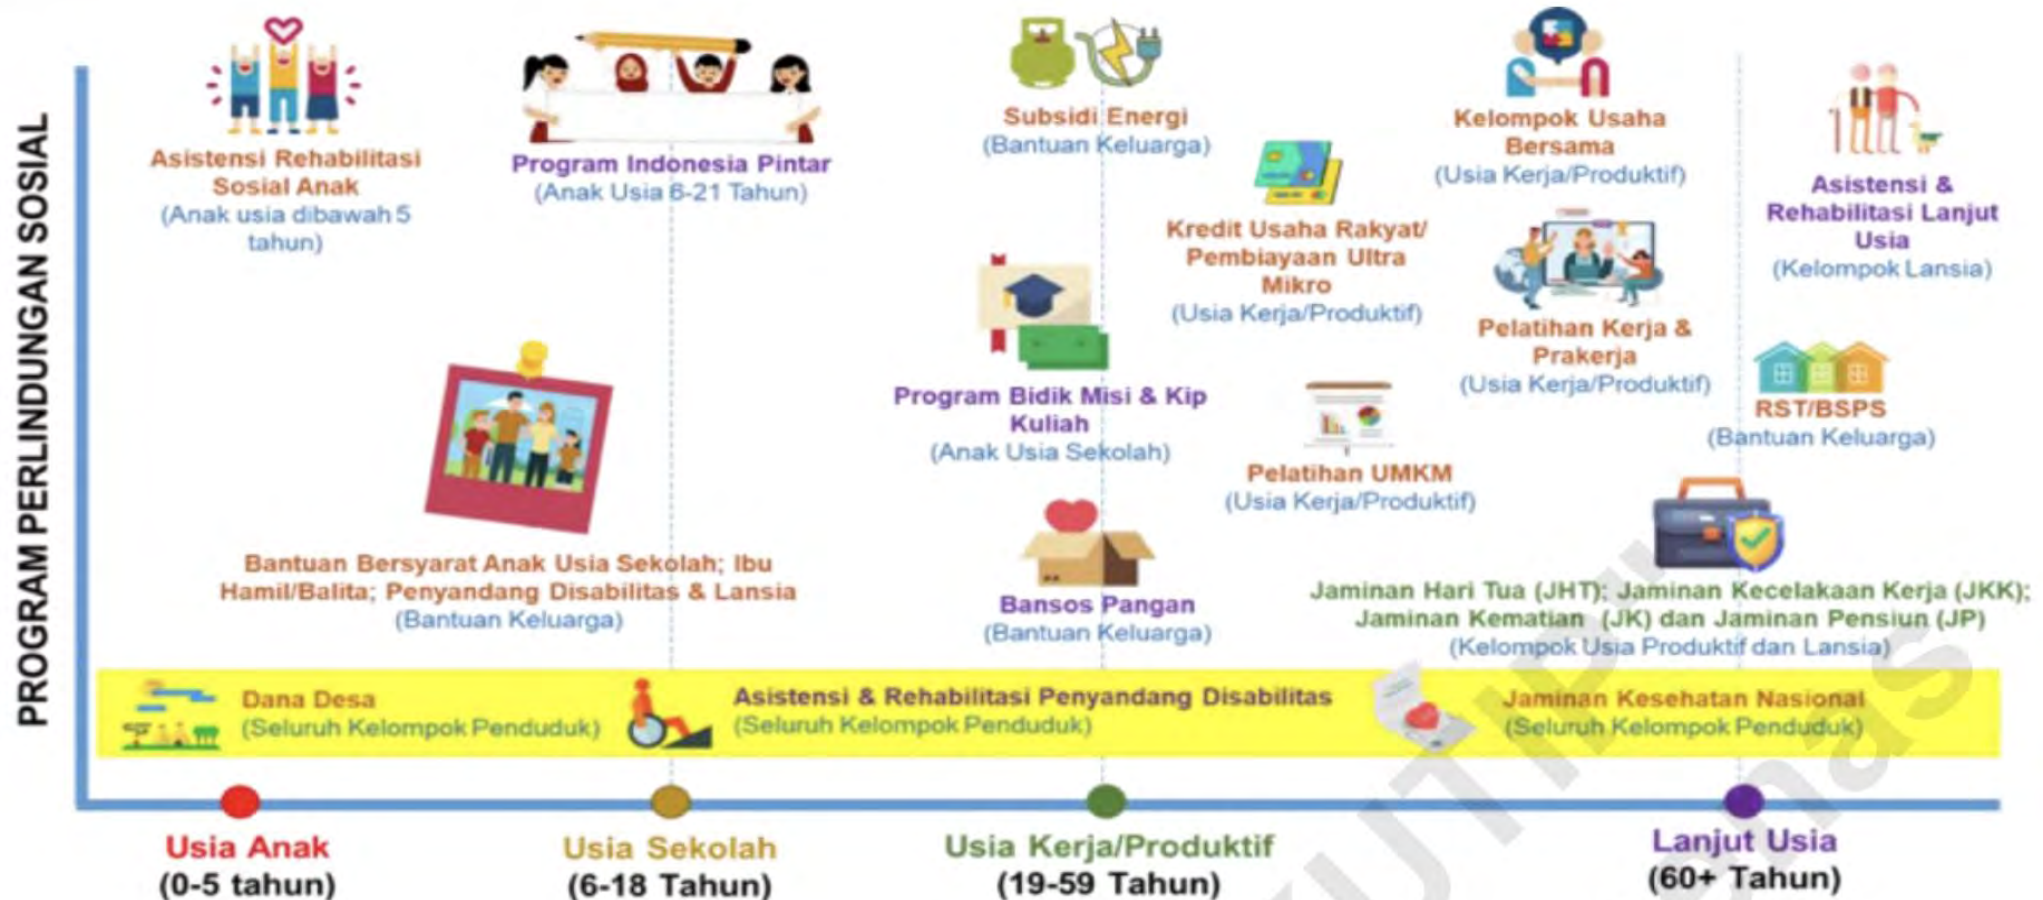 PROGRAM PERLINDUNGAN SOSIAL
Asistensi Rehabilitasi
Sosial Anak
(Anak usia dibawah 5
tahun)
Program Indonesia Pintar
(Anak Usia 6-21 Tahun)
Subsidi Energi
(Bantuan Keluarga)
Kelompok Usaha
Bersama
(Usia Kerja/Produktif)
Asistensi &
Rehabilitasi Lanjut
Usia
(Kelompok Lansia)
Kredit Usaha Rakyat/
Pembiayaan Ultra
Mikro
(Usia Kerja/Produktif)
Pelatihan Kerja &
Prakerja
(Usia Kerja/Produktif)
Program Bidik Misi & Kip
Kuliah
(Anak Usia Sekolah)
RST/BSPS
(Bantuan Keluarga)
Pelatihan UMKM
(Usia Kerja/Produktif)
Bantuan Bersyarat Anak Usia Sekolah; Ibu
Hamil/Balita; Penyandang Disabilitas & Lansia
(Bantuan Keluarga)
Bansos Pangan
(Bantuan Keluarga)
Jaminan Hari Tua (JHT); Jaminan Kecelakaan Kerja (JKK);
Jaminan Kematian (JK) dan Jaminan Pensiun (JP)
(Kelompok Usia Produktif dan Lansia)
Dana Desa
(Seluruh Kelompok Penduduk)
Asistensi & Rehabilitasi Penyandang Disabilitas
(Seluruh Kelompok Penduduk)
Jaminan Kesehatan Nasional
(Seluruh Kelompok Penduduk)
Usia Anak
(0-5 tahun)
Usia Sekolah
(6-18 Tahun)
Usia Kerja/Produktif
(19-59 Tahun)
Lanjut Usia
(60+ Tahun)